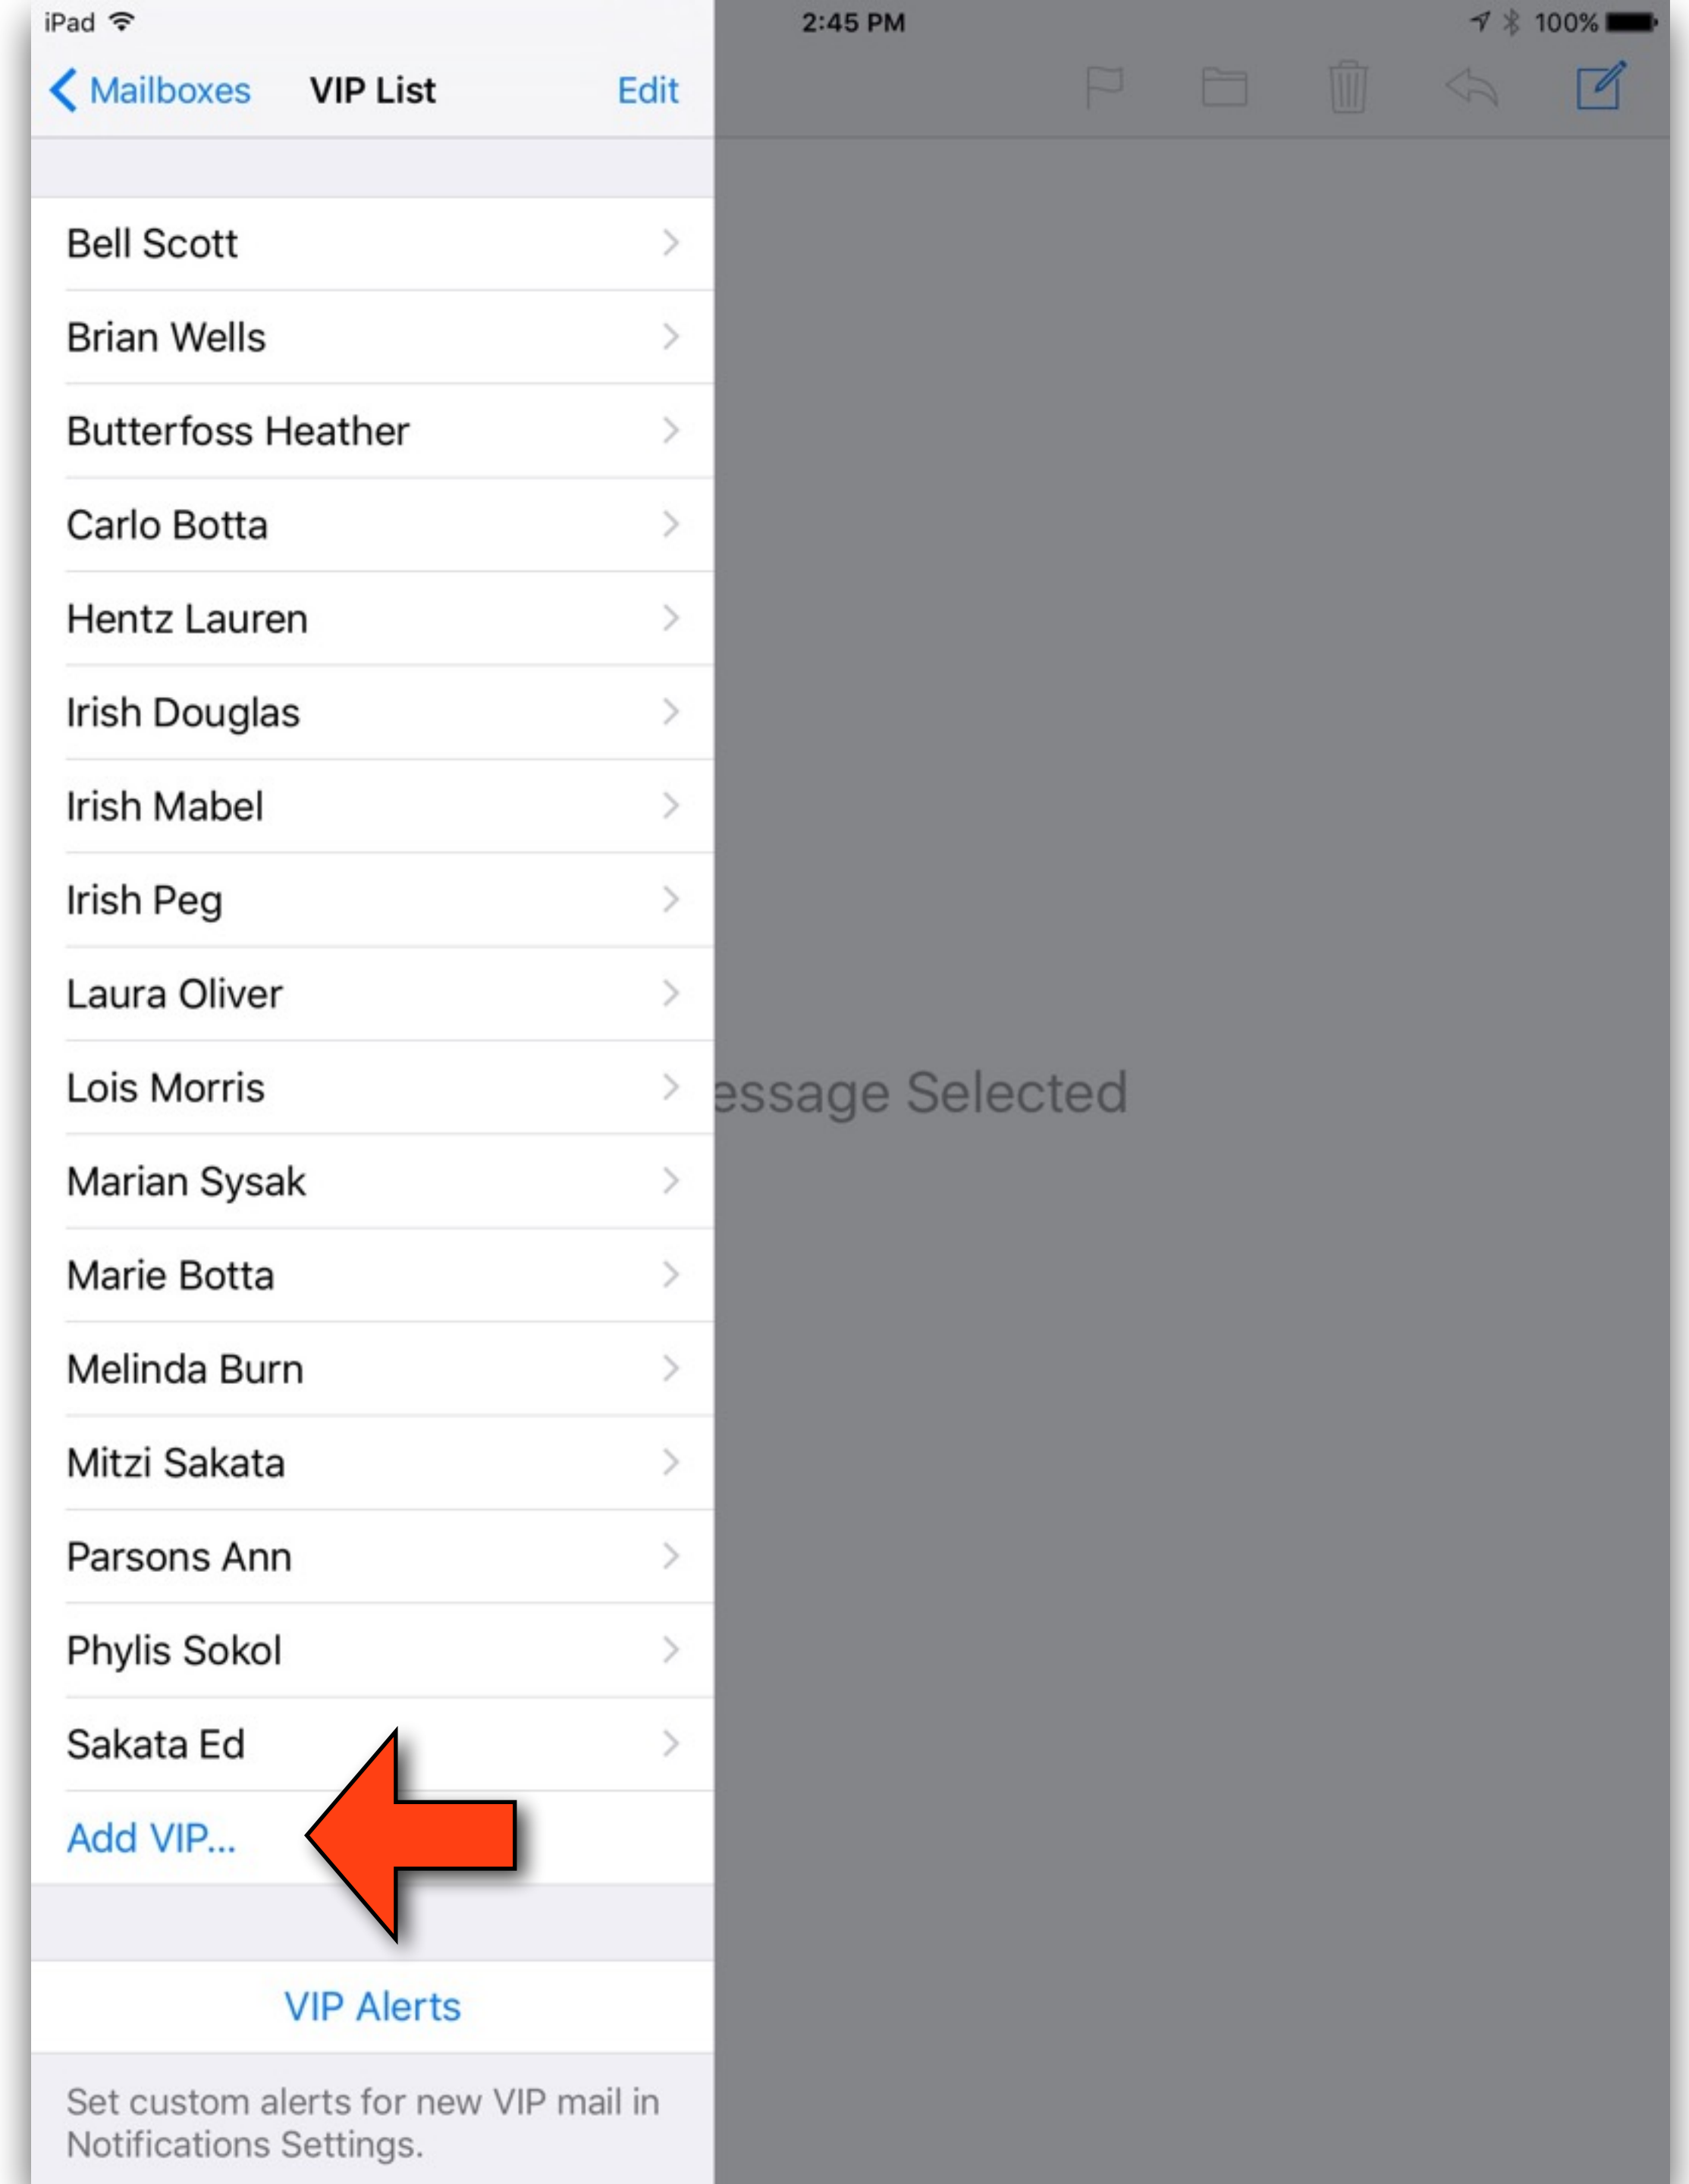 iPad 2:45 PM 100%
Mailboxes VIP List Edit
Bell Scott
Brian Wells
Butterfoss Heather
Carlo Botta
Hentz Lauren
Irish Douglas
Irish Mabel
Irish Peg
Laura Oliver
Lois Morris
essage Selected
Marian Sysak
Marie Botta
Melinda Burn
Mitzi Sakata
Parsons Ann
Phylis Sokol
Sakata Ed
Add VIP...
VIP Alerts
Set custom alerts for new VIP mail in
Notifications Settings.